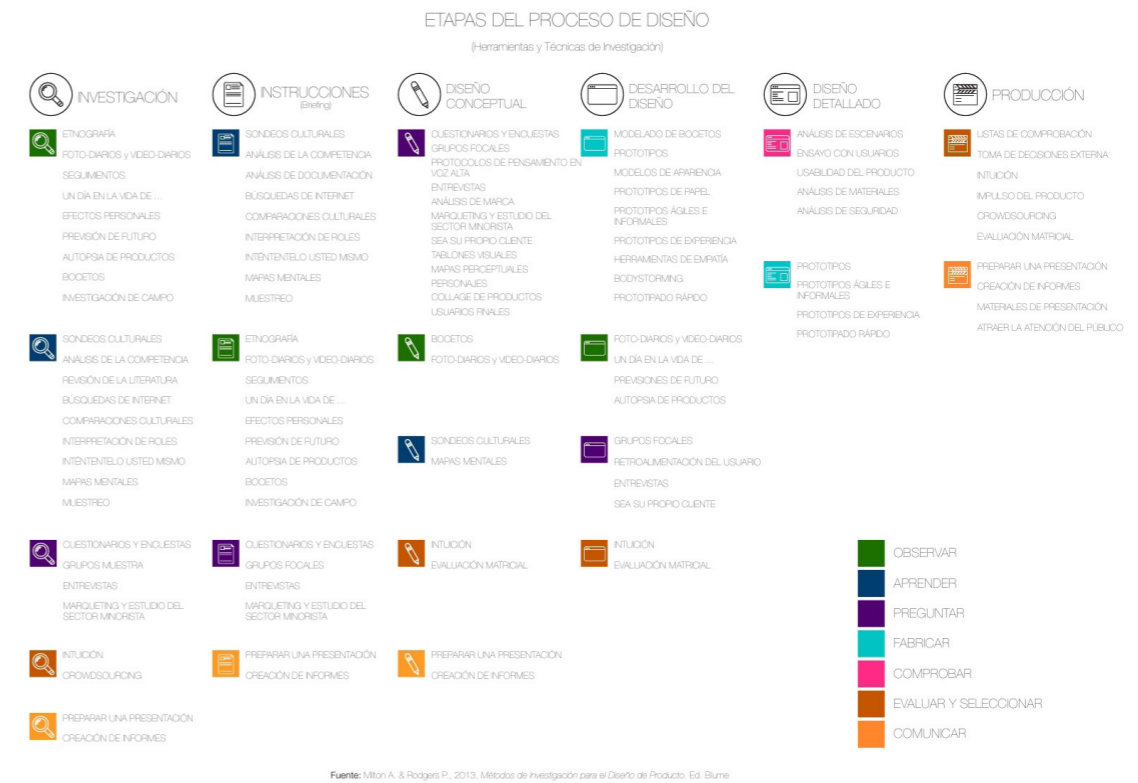 ETAPAS DEL PROCESO DE DISEÑO
(Herramientas y Técnicas de Investigación)
INVESTIGACIÓN
ETNOGRAFÍA
FOTO-DIARIOS y VIDEO-DIARIOS
SEGUIMIENTOS
UN DÍA EN LA VIDA DE ...
EFECTOS PERSONALES
PREVISIÓN DE FUTURO
AUTOPSIA DE PRODUCTOS
BOCETOS
INVESTIGACIÓN DE CAMPO
SONDEOS CULTURALES
ANÁLISIS DE LA COMPETENCIA
REVISIÓN DE LA LITERATURA
BÚSQUEDAS DE INTERNET
COMPARACIONES CULTURALES
INTERPRETACIÓN DE ROLES
INTÉNTENTELO USTED MISMO
MAPAS MENTALES
MUESTREO
CUESTIONARIOS Y ENCUESTAS
GRUPOS MUESTRA
ENTREVISTAS
MARQUETING Y ESTUDIO DEL
SECTOR MINORISTA
INTUICIÓN
CROWDSOURCING
PREPARAR UNA PRESENTACIÓN
CREACIÓN DE INFORMES
INSTRUCCIONES
(Briefing)
SONDEOS CULTURALES
ANÁLISIS DE LA COMPETENCIA
ANÁLISIS DE DOCUMENTACIÓN
BÚSQUEDAS DE INTERNET
COMPARACIONES CULTURALES
INTERPRETACIÓN DE ROLES
INTÉNTENTELO USTED MISMO
MAPAS MENTALES
MUESTREO
ETNOGRAFÍA
FOTO-DIARIOS y VIDEO-DIARIOS
SEGUIMIENTOS
UN DÍA EN LA VIDA DE ...
EFECTOS PERSONALES
PREVISIÓN DE FUTURO
AUTOPSIA DE PRODUCTOS
BOCETOS
INVESTIGACIÓN DE CAMPO
CUESTIONARIOS Y ENCUESTAS
GRUPOS FOCALES
ENTREVISTAS
MARQUETING Y ESTUDIO DEL
SECTOR MINORISTA
PREPARAR UNA PRESENTACIÓN
CREACIÓN DE INFORMES
DISEÑO
CONCEPTUAL
CUESTIONARIOS Y ENCUESTAS
GRUPOS FOCALES
PROTOCOLOS DE PENSAMIENTO EN
VOZ ALTA
ENTREVISTAS
ANÁLISIS DE MARCA
MARQUETING Y ESTUDIO DEL
SECTOR MINORISTA
SEA SU PROPIO CLIENTE
TABLONES VISUALES
MAPAS PERCEPTUALES
PERSONAJES
COLLAGE DE PRODUCTOS
USUARIOS FINALES
BOCETOS
FOTO-DIARIOS y VIDEO-DIARIOS
SONDEOS CULTURALES
MAPAS MENTALES
INTUICIÓN
EVALUACIÓN MATRICIAL
PREPARAR UNA PRESENTACIÓN
CREACIÓN DE INFORMES
DESARROLLO DEL
DISEÑO
MODELADO DE BOCETOS
PROTOTIPOS
MODELOS DE APARIENCIA
PROTOTIPOS DE PAPEL
PROTOTIPOS ÁGILES E
INFORMALES
PROTOTIPOS DE EXPERIENCIA
HERRAMIENTAS DE EMPATÍA
BODYSTORMING
PROTOTIPADO RÁPIDO
FOTO-DIARIOS y VIDEO-DIARIOS
UN DÍA EN LA VIDA DE ...
PREVISIONES DE FUTURO
AUTOPSIA DE PRODUCTOS
GRUPOS FOCALES
RETROALIMENTACIÓN DEL USUARIO
ENTREVISTAS
SEA SU PROPIO CLIENTE
INTUICIÓN
EVALUACIÓN MATRICIAL
DISEÑO
DETALLADO
ANÁLISIS DE ESCENARIOS
ENSAYO CON USUARIOS
USABILIDAD DEL PRODUCTO
ANÁLISIS DE MATERIALES
ANÁLISIS DE SEGURIDAD
PROTOTIPOS
PROTOTIPOS ÁGILES E
INFORMALES
PROTOTIPOS DE EXPERIENCIA
PROTOTIPADO RÁPIDO
PRODUCCIÓN
LISTAS DE COMPROBACIÓN
TOMA DE DECISIONES EXTERNA
INTUICIÓN
IMPULSO DEL PRODUCTO
CROWDSOURCING
EVALUACIÓN MATRICIAL
PREPARAR UNA PRESENTACIÓN
CREACIÓN DE INFORMES
MATERIALES DE PRESENTACIÓN
ATRAER LA ATENCIÓN DEL PÚBLICO
OBSERVAR
APRENDER
PREGUNTAR
FABRICAR
COMPROBAR
EVALUAR Y SELECCIONAR
COMUNICAR
Fuente: Milton A. & Rodgers P., 2013, Métodos de Investigación para el Diseño de Producto. Ed. Blume